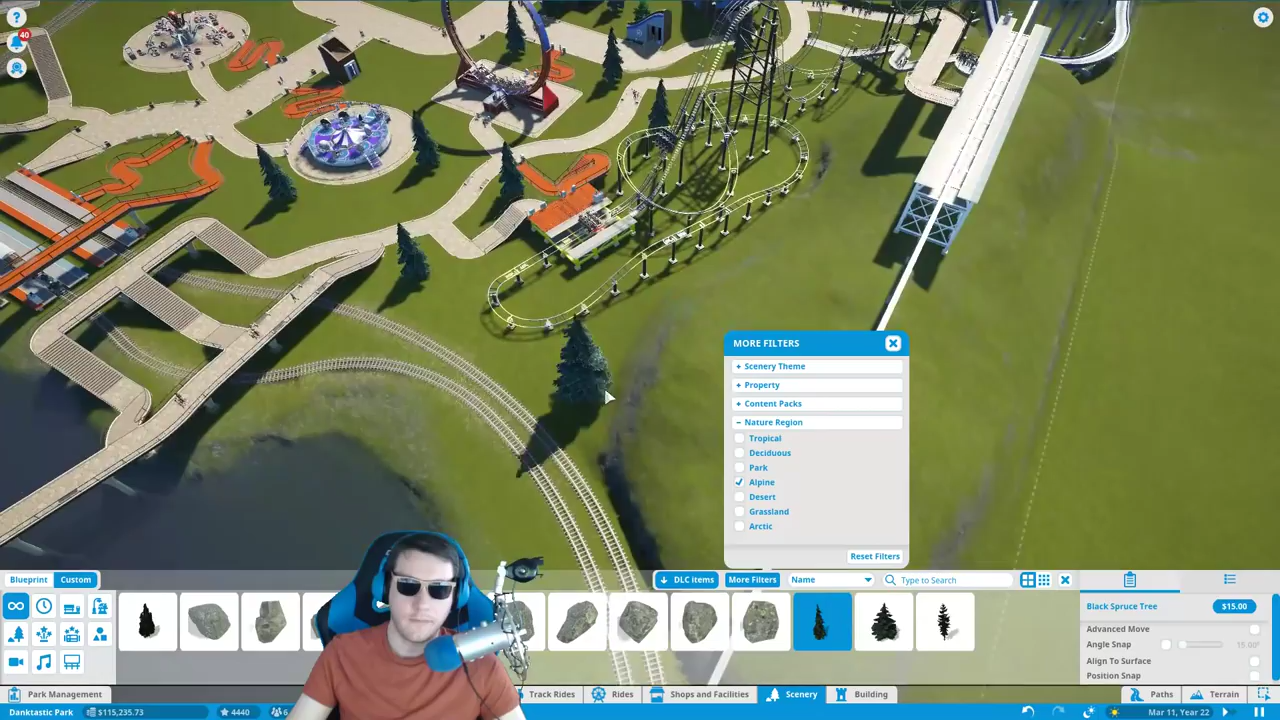 ?
40
MORE FILTERS
+ Scenery Theme
+ Property
+ Content Packs
− Nature Region
Tropical
Deciduous
Park
Alpine
Desert
Grassland
Arctic
Reset Filters
Blueprint Custom
DLC items More Filters Name Type to Search
Black Spruce Tree $15.00
Advanced Move
Angle Snap 15.00°
Align To Surface
Position Snap
Park Management Track Rides Rides Shops and Facilities Scenery Building Paths Terrain
Danktastic Park $115,235.73 4440 Mar 11, Year 22